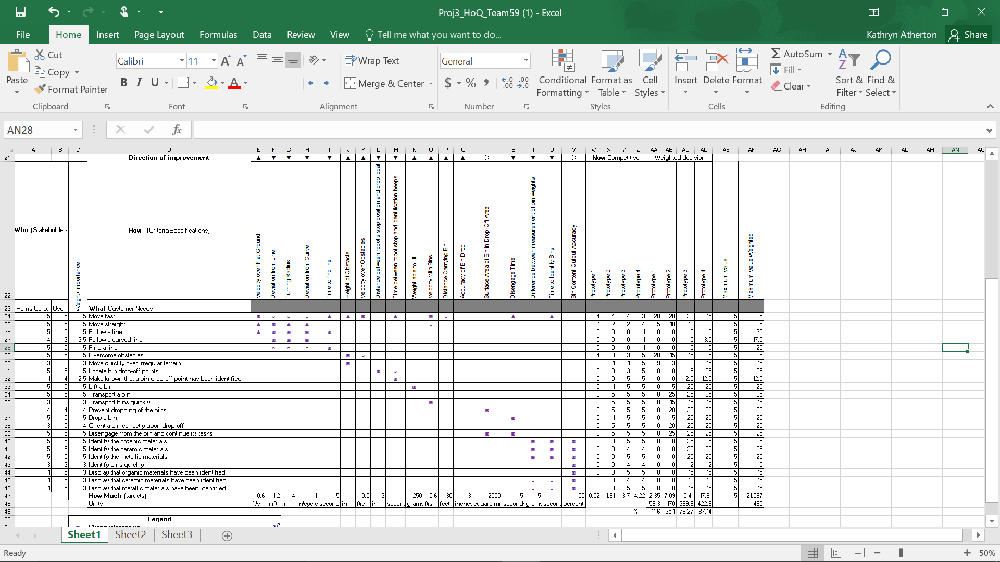 Proj3_HoQ_Team59 (1) - Excel
File Home Insert Page Layout Formulas Data Review View Tell me what you want to do... Kathryn Atherton Share
Paste Cut Copy Format Painter Clipboard
Calibri 11 A A B I U A Font
Wrap Text Merge & Center Alignment
General $ % , Number
Conditional Formatting Format as Table Cell Styles Styles
Insert Delete Format Cells
AutoSum Fill Clear Sort & Filter Find & Select Editing
AN28 fx
A B C D E F G H I J K L M N O P Q R S T U V W X Y Z AA AB AC AD AE AF AG AH AI AJ AK AL AM AN
21 Direction of improvement ▲ ▼ ▼ ▼ ▼ ▲ ▲ ▼ ▼ ▲ ▲ ▲ ▲ X ▼ ▼ ▼ X Now Competitive Weighted decision
22 Who (Stakeholders
Weight/Importance
How - (Criteria/Specifications)
Velocity over Flat Ground
Deviation from Line
Turning Radius
Deviation from Curve
Time to find line
Height of Obstacle
Velocity over Obstacles
Distance between robot's stop position and drop locati
Time between robot stop and identification beeps
Weight able to lift
Velocity with Bins
Distance Carrying Bin
Accuracy of Bin Drop
Surface Area of Bin in Drop-Off Area
Disengage Time
Difference between measurement of bin weights
Time to Identify Bins
Bin Content Output Accuracy
Prototype 1
Prototype 2
Prototype 3
Prototype 4
Prototype 1
Prototype 2
Prototype 3
Prototype 4
Maximum Value
Maximum Value Weighted
23 Harris Corp. User What-Customer Needs
24 5 5 5 Move fast 4 4 4 3 20 20 20 15 5 25
25 5 5 5 Move straight 1 2 2 4 5 10 10 20 5 25
26 5 5 5 Follow a line 0 0 0 1 0 0 0 5 5 25
27 4 3 3.5 Follow a curved line 0 0 0 1 0 0 0 3.5 5 17.5
28 5 5 5 Find a line 0 0 0 1 0 0 0 5 5 25
29 5 5 5 Overcome obstacles 4 3 3 5 20 15 15 25 5 25
30 3 3 3 Move quickly over irregular terrain 3 1 1 5 9 3 3 15 5 15
31 5 5 5 Locate bin drop-off points 0 0 3 5 0 0 15 25 5 25
32 1 4 2.5 Make known that a bin drop-off point has been identified 0 0 5 5 0 0 12.5 12.5 5 12.5
33 5 5 5 Lift a bin 0 1 5 5 0 5 25 25 5 25
34 5 5 5 Transport a bin 0 5 5 5 0 25 25 25 5 25
35 3 3 3 Transport bins quickly 0 5 5 5 0 15 15 15 5 15
36 4 4 4 Prevent dropping of the bins 0 5 5 5 0 20 20 20 5 20
37 5 5 5 Drop a bin 0 1 5 5 0 5 25 25 5 25
38 3 5 4 Orient a bin correctly upon drop-off 0 5 5 5 0 20 20 20 5 20
39 5 5 5 Disengage from the bin and continue its tasks 0 5 5 5 0 25 25 25 5 25
40 5 5 5 Identify the organic materials 0 0 5 5 0 0 25 25 5 25
41 5 5 5 Identify the ceramic materials 0 0 4 4 0 0 20 20 5 25
42 5 5 5 Identify the metallic materials 0 0 5 5 0 0 25 25 5 25
43 3 3 3 Identify bins quickly 0 0 4 4 0 0 12 12 5 15
44 1 5 3 Display that organic materials have been identified 0 0 5 5 0 0 15 15 5 15
45 1 5 3 Display that ceramic materials have been identified 0 0 4 4 0 0 12 12 5 15
46 1 5 3 Display that metallic materials have been identified 0 0 5 5 0 0 15 15 5 15
47 How Much (targets) 0.6 1.2 4 1 5 1 0.5 3 1 250 0.6 30 3 2500 5 5 1 100 0.52 1.61 3.7 4.22 2.35 7.09 15.41 17.61 5 21.087
48 Units ft/s in/ft in in/cycle second in ft/s in second grams ft/s feet inches square mm second grams second percent 56.3 170 369.9 422.6 485
49 % 11.6 35.1 76.27 87.14
50 Legend
Sheet1 Sheet2 Sheet3
Ready 50%